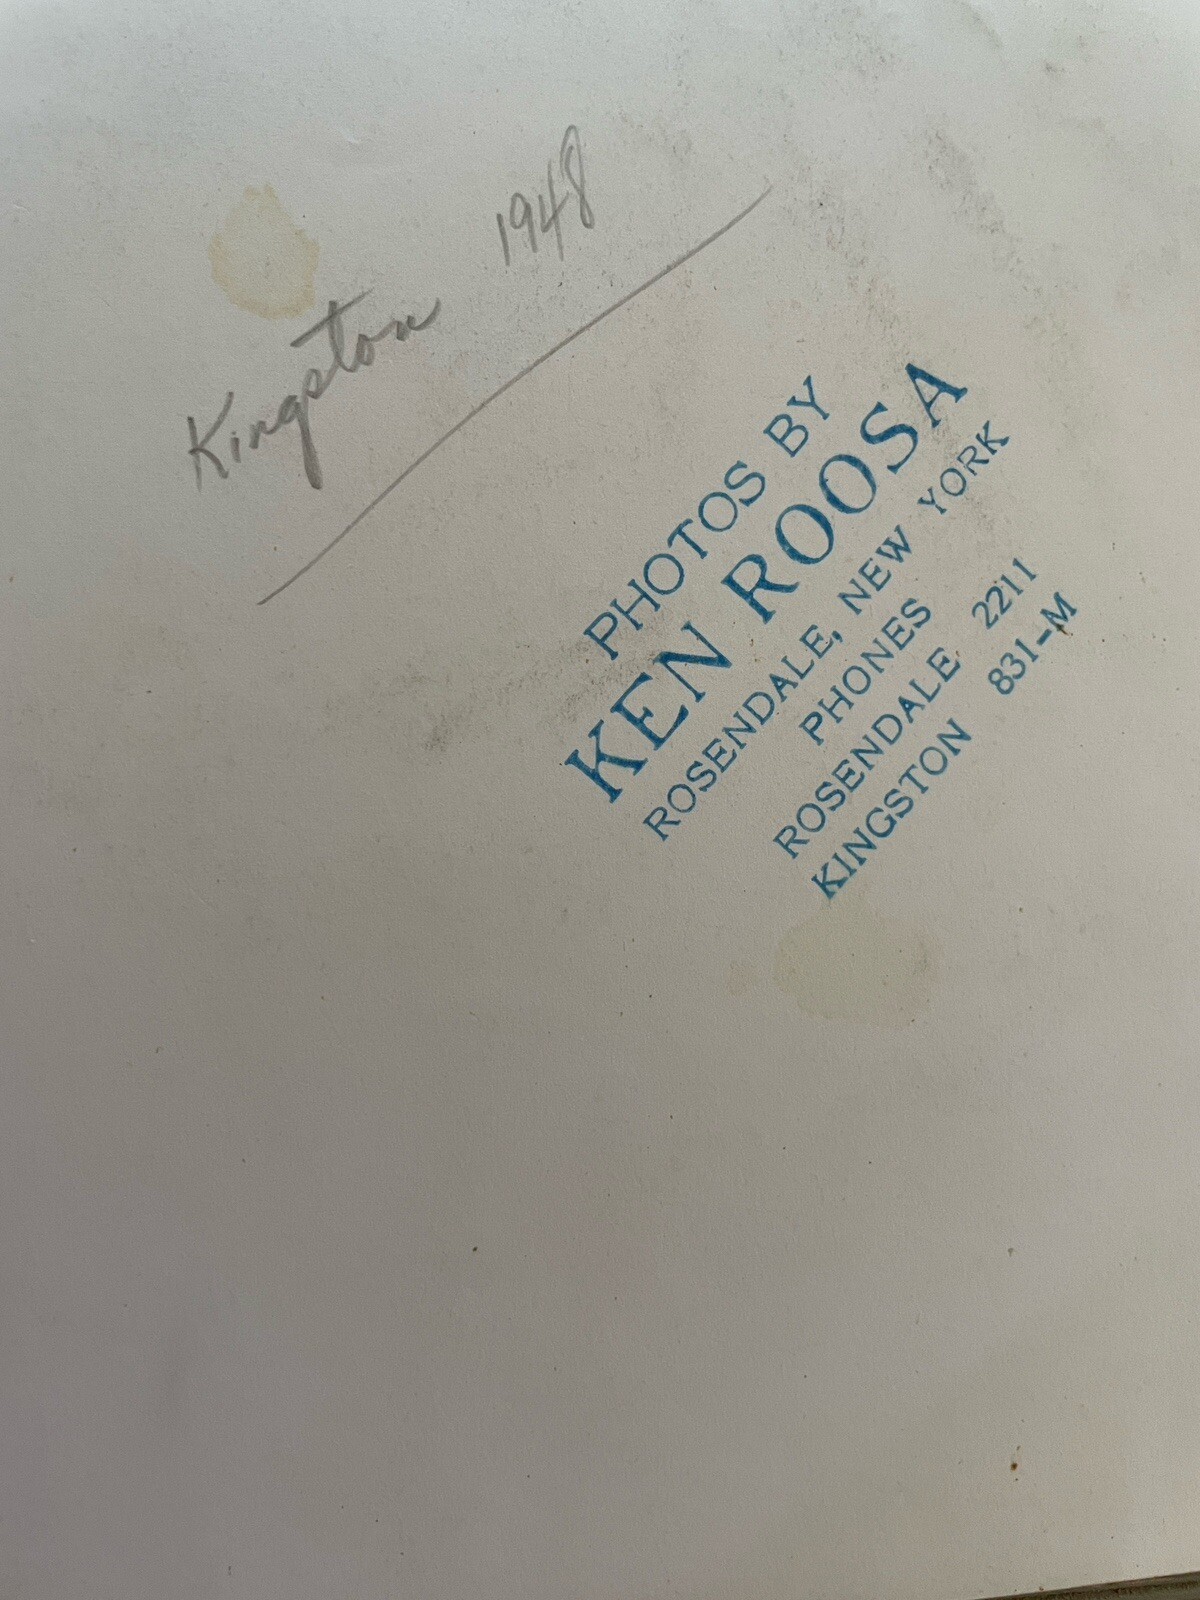 Kingston 1948
PHOTOS BY
KEN ROOSA
ROSENDALE, NEW YORK
PHONES
ROSENDALE 2211
KINGSTON 831-M